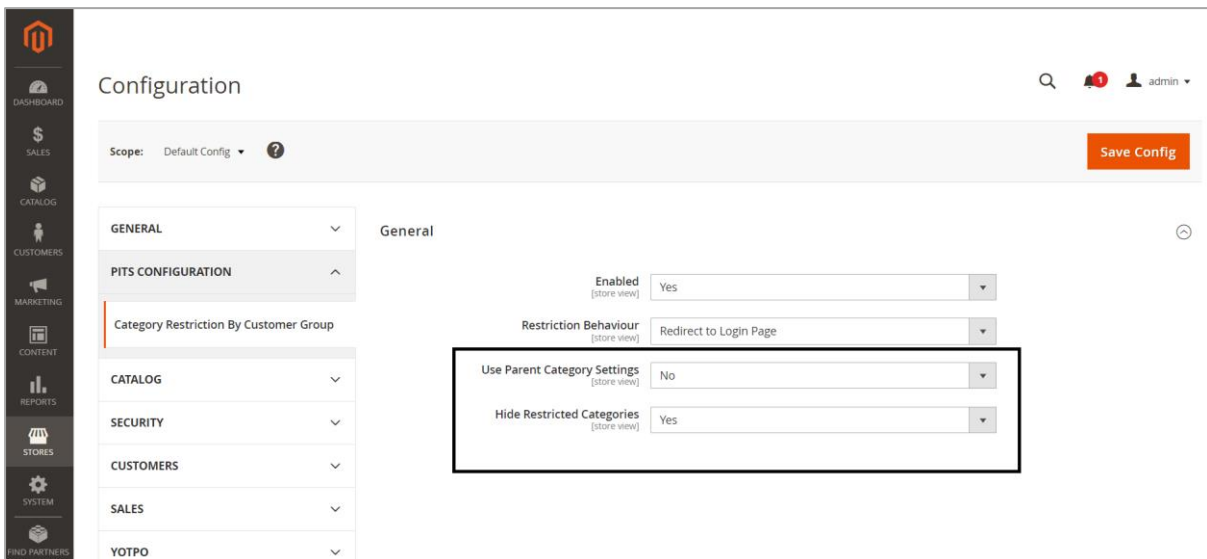 Configuration
1
admin
DASHBOARD
SALES
CATALOG
CUSTOMERS
MARKETING
CONTENT
REPORTS
STORES
SYSTEM
FIND PARTNERS
Scope: Default Config ?
Save Config
GENERAL
PITS CONFIGURATION
Category Restriction By Customer Group
CATALOG
SECURITY
CUSTOMERS
SALES
YOTPO
General
Enabled
[store view]
Yes
Restriction Behaviour
[store view]
Redirect to Login Page
Use Parent Category Settings
[store view]
No
Hide Restricted Categories
[store view]
Yes